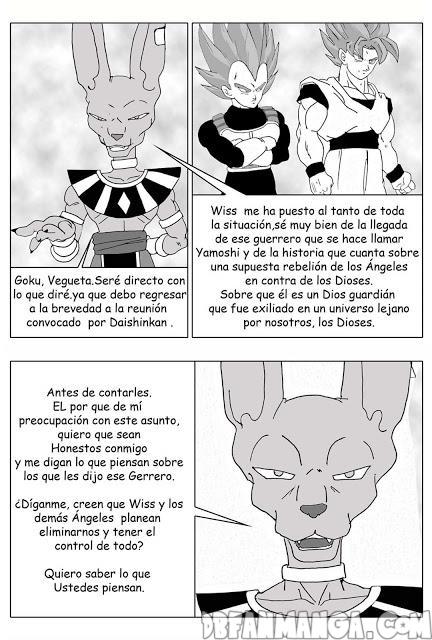 Goku, Vegueta.Seré directo con
lo que diré.ya que debo regresar
a la brevedad a la reunión
convocado por Daishinkan .
Wiss me ha puesto al tanto de toda
la situación,sé muy bien de la llegada
de ese guerrero que se hace llamar
Yamoshi y de la historia que cuanta sobre
una supuesta rebelión de los Ángeles
en contra de los Dioses.
Sobre que él es un Dios guardián
que fue exiliado en un universo lejano
por nosotros, los Dioses.
Antes de contarles.
EL por que de mí
preocupación con este asunto,
quiero que sean
Honestos conmigo
y me digan lo que piensan sobre
los que les dijo ese Gerrero.
¿Díganme, creen que Wiss y los
demás Ángeles planean
eliminarnos y tener el
control de todo?
Quiero saber lo que
Ustedes piensan.
DBFANMANGA.COM